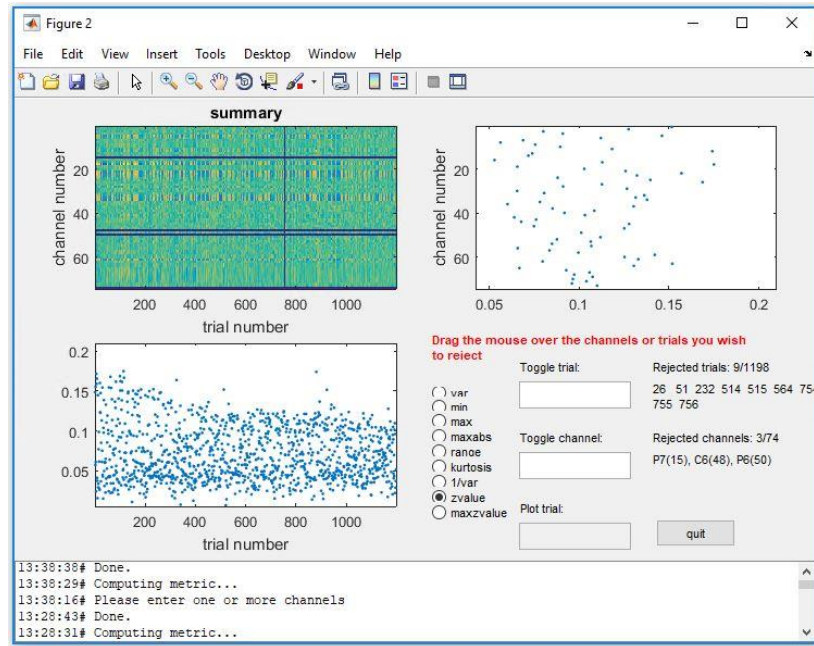 Figure 2
File Edit View Insert Tools Desktop Window Help
summary
channel number
20
40
60
200 400 600 800 1000
trial number
channel number
20
40
60
0.05 0.1 0.15 0.2
0.2
0.15
0.1
0.05
200 400 600 800 1000
trial number
Drag the mouse over the channels or trials you wish
to reject
var
min
max
maxabs
range
kurtosis
1/var
zvalue
maxzvalue
Toggle trial:
Toggle channel:
Plot trial:
Rejected trials: 9/1198
26 51 232 514 515 564 754
755 756
Rejected channels: 3/74
P7(15), C6(48), P6(50)
quit
13:38:38# Done.
13:38:29# Computing metric...
13:38:16# Please enter one or more channels
13:28:43# Done.
13:28:31# Computing metric...